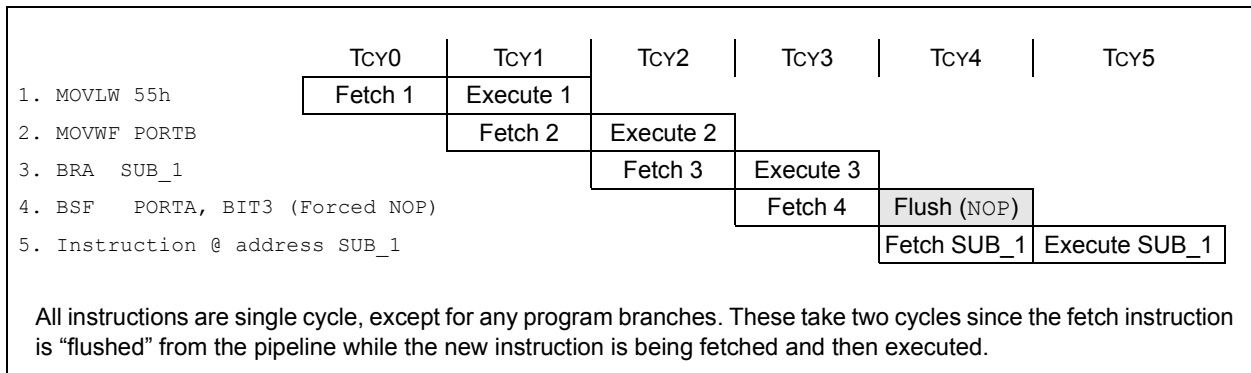 TCY0 TCY1 TCY2 TCY3 TCY4 TCY5
1. MOVLW 55h Fetch 1 Execute 1
2. MOVWF PORTB Fetch 2 Execute 2
3. BRA SUB_1 Fetch 3 Execute 3
4. BSF PORTA, BIT3 (Forced NOP) Fetch 4 Flush (NOP)
5. Instruction @ address SUB_1 Fetch SUB_1 Execute SUB_1
All instructions are single cycle, except for any program branches. These take two cycles since the fetch instruction
is “flushed” from the pipeline while the new instruction is being fetched and then executed.